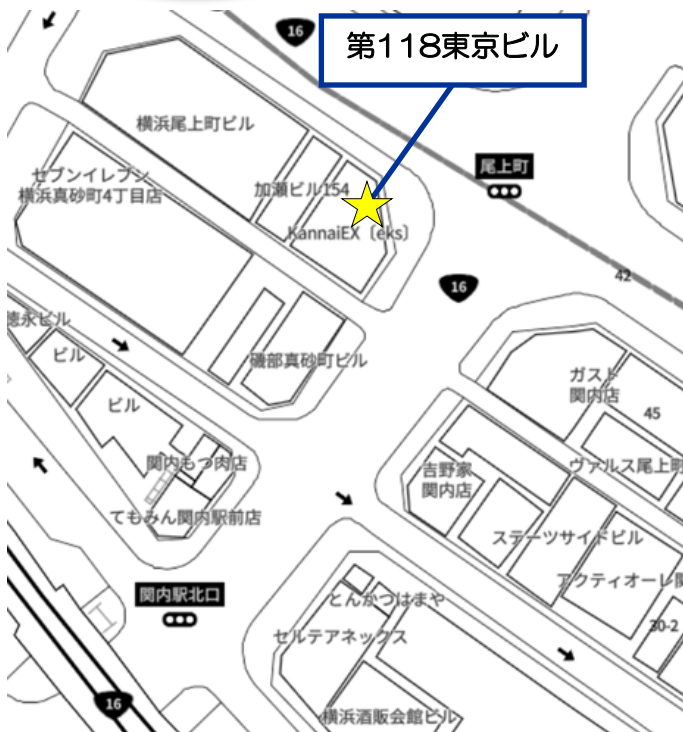 16
第118東京ビル
横浜尾上町ビル
尾上町
セブンイレブン
横浜真砂町4丁目店
加瀬ビル154
KannaiEX〔eks〕
42
16
徳永ビル
ビル
磯部真砂町ビル
ガスト
関内店
ビル
45
関内もつ肉店
吉野家
関内店
ヴァルス尾上町
てもみん関内駅前店
ステーツサイドビル
アクティオーレ関
関内駅北口
とんかつはまや
30-2
セルテアネックス
16
横浜酒販会館ビル